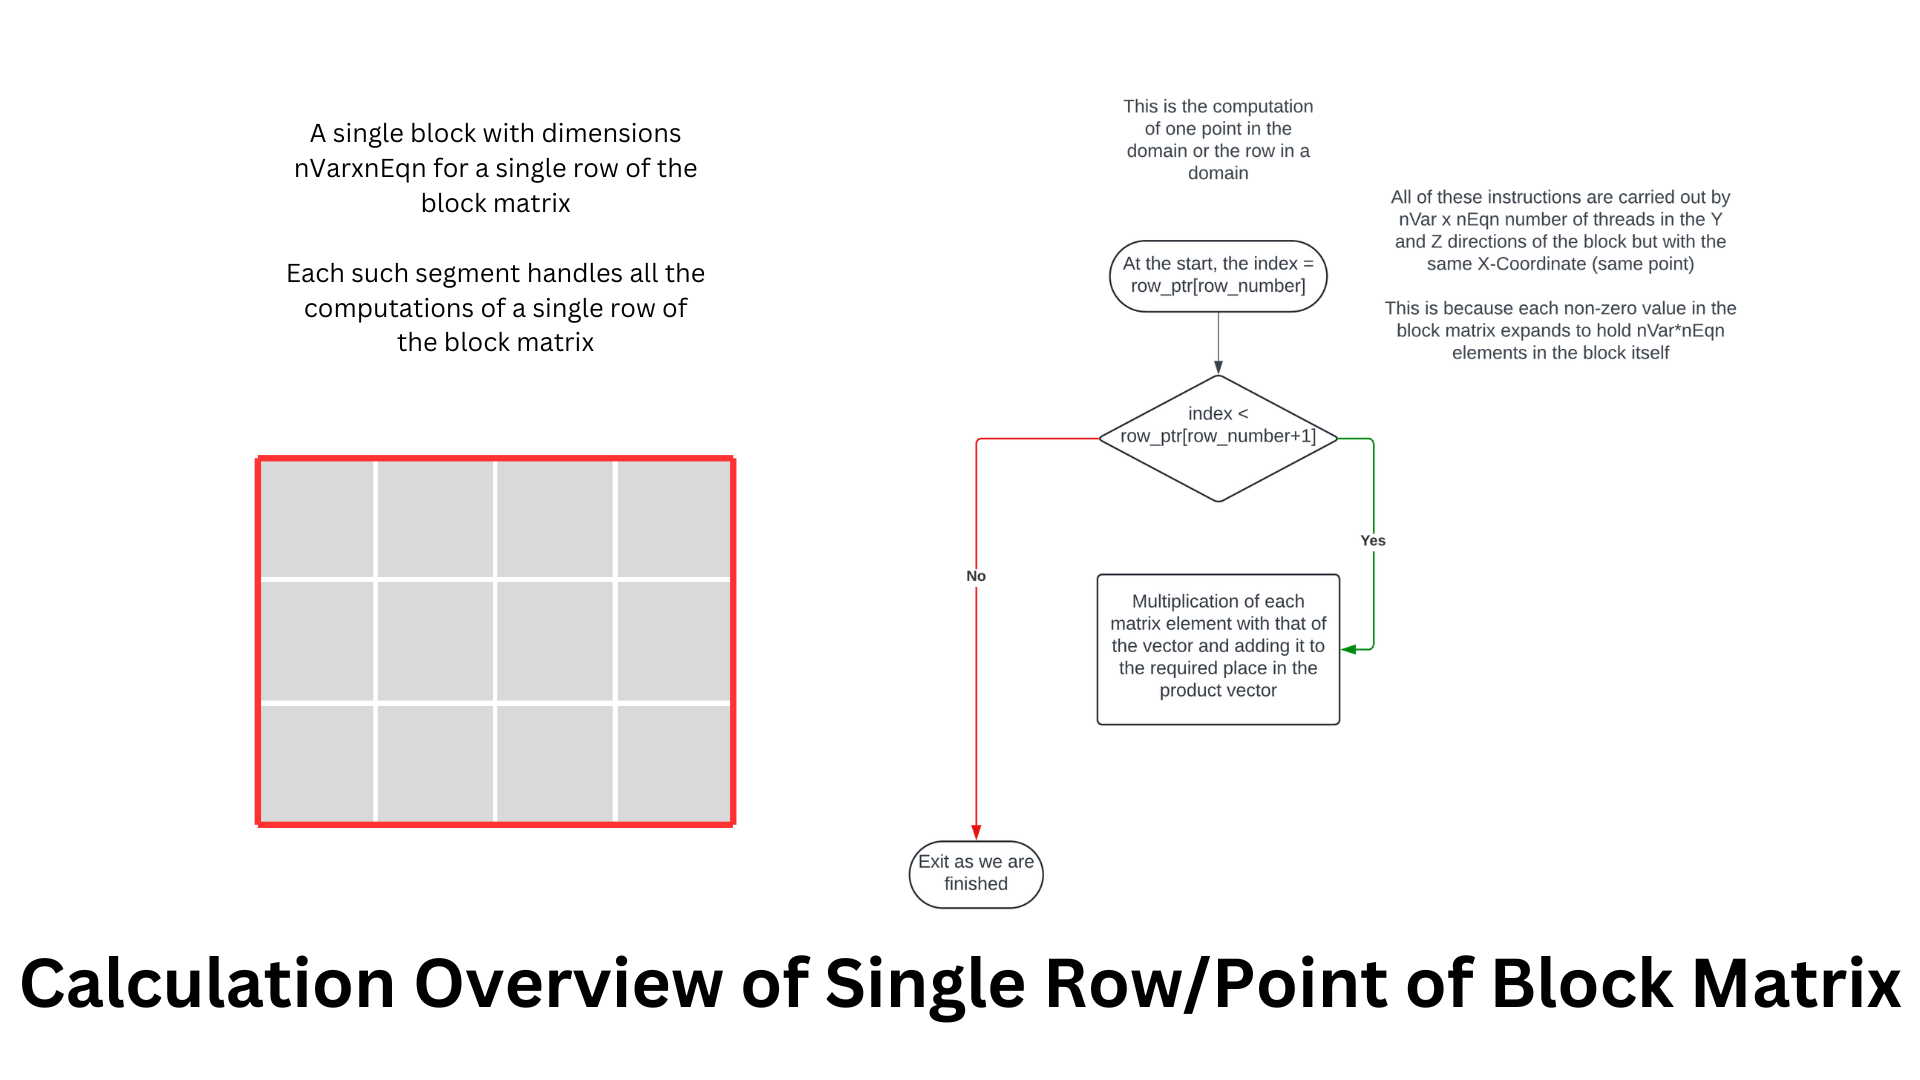 A single block with dimensions
nVarxnEqn for a single row of the
block matrix
Each such segment handles all the
computations of a single row of
the block matrix
This is the computation
of one point in the
domain or the row in a
domain
All of these instructions are carried out by
nVar x nEqn number of threads in the Y
and Z directions of the block but with the
same X-Coordinate (same point)
This is because each non-zero value in the
block matrix expands to hold nVar*nEqn
elements in the block itself
At the start, the index =
row_ptr[row_number]
index <
row_ptr[row_number+1]
Yes
No
Multiplication of each
matrix element with that of
the vector and adding it to
the required place in the
product vector
Exit as we are
finished
Calculation Overview of Single Row/Point of Block Matrix